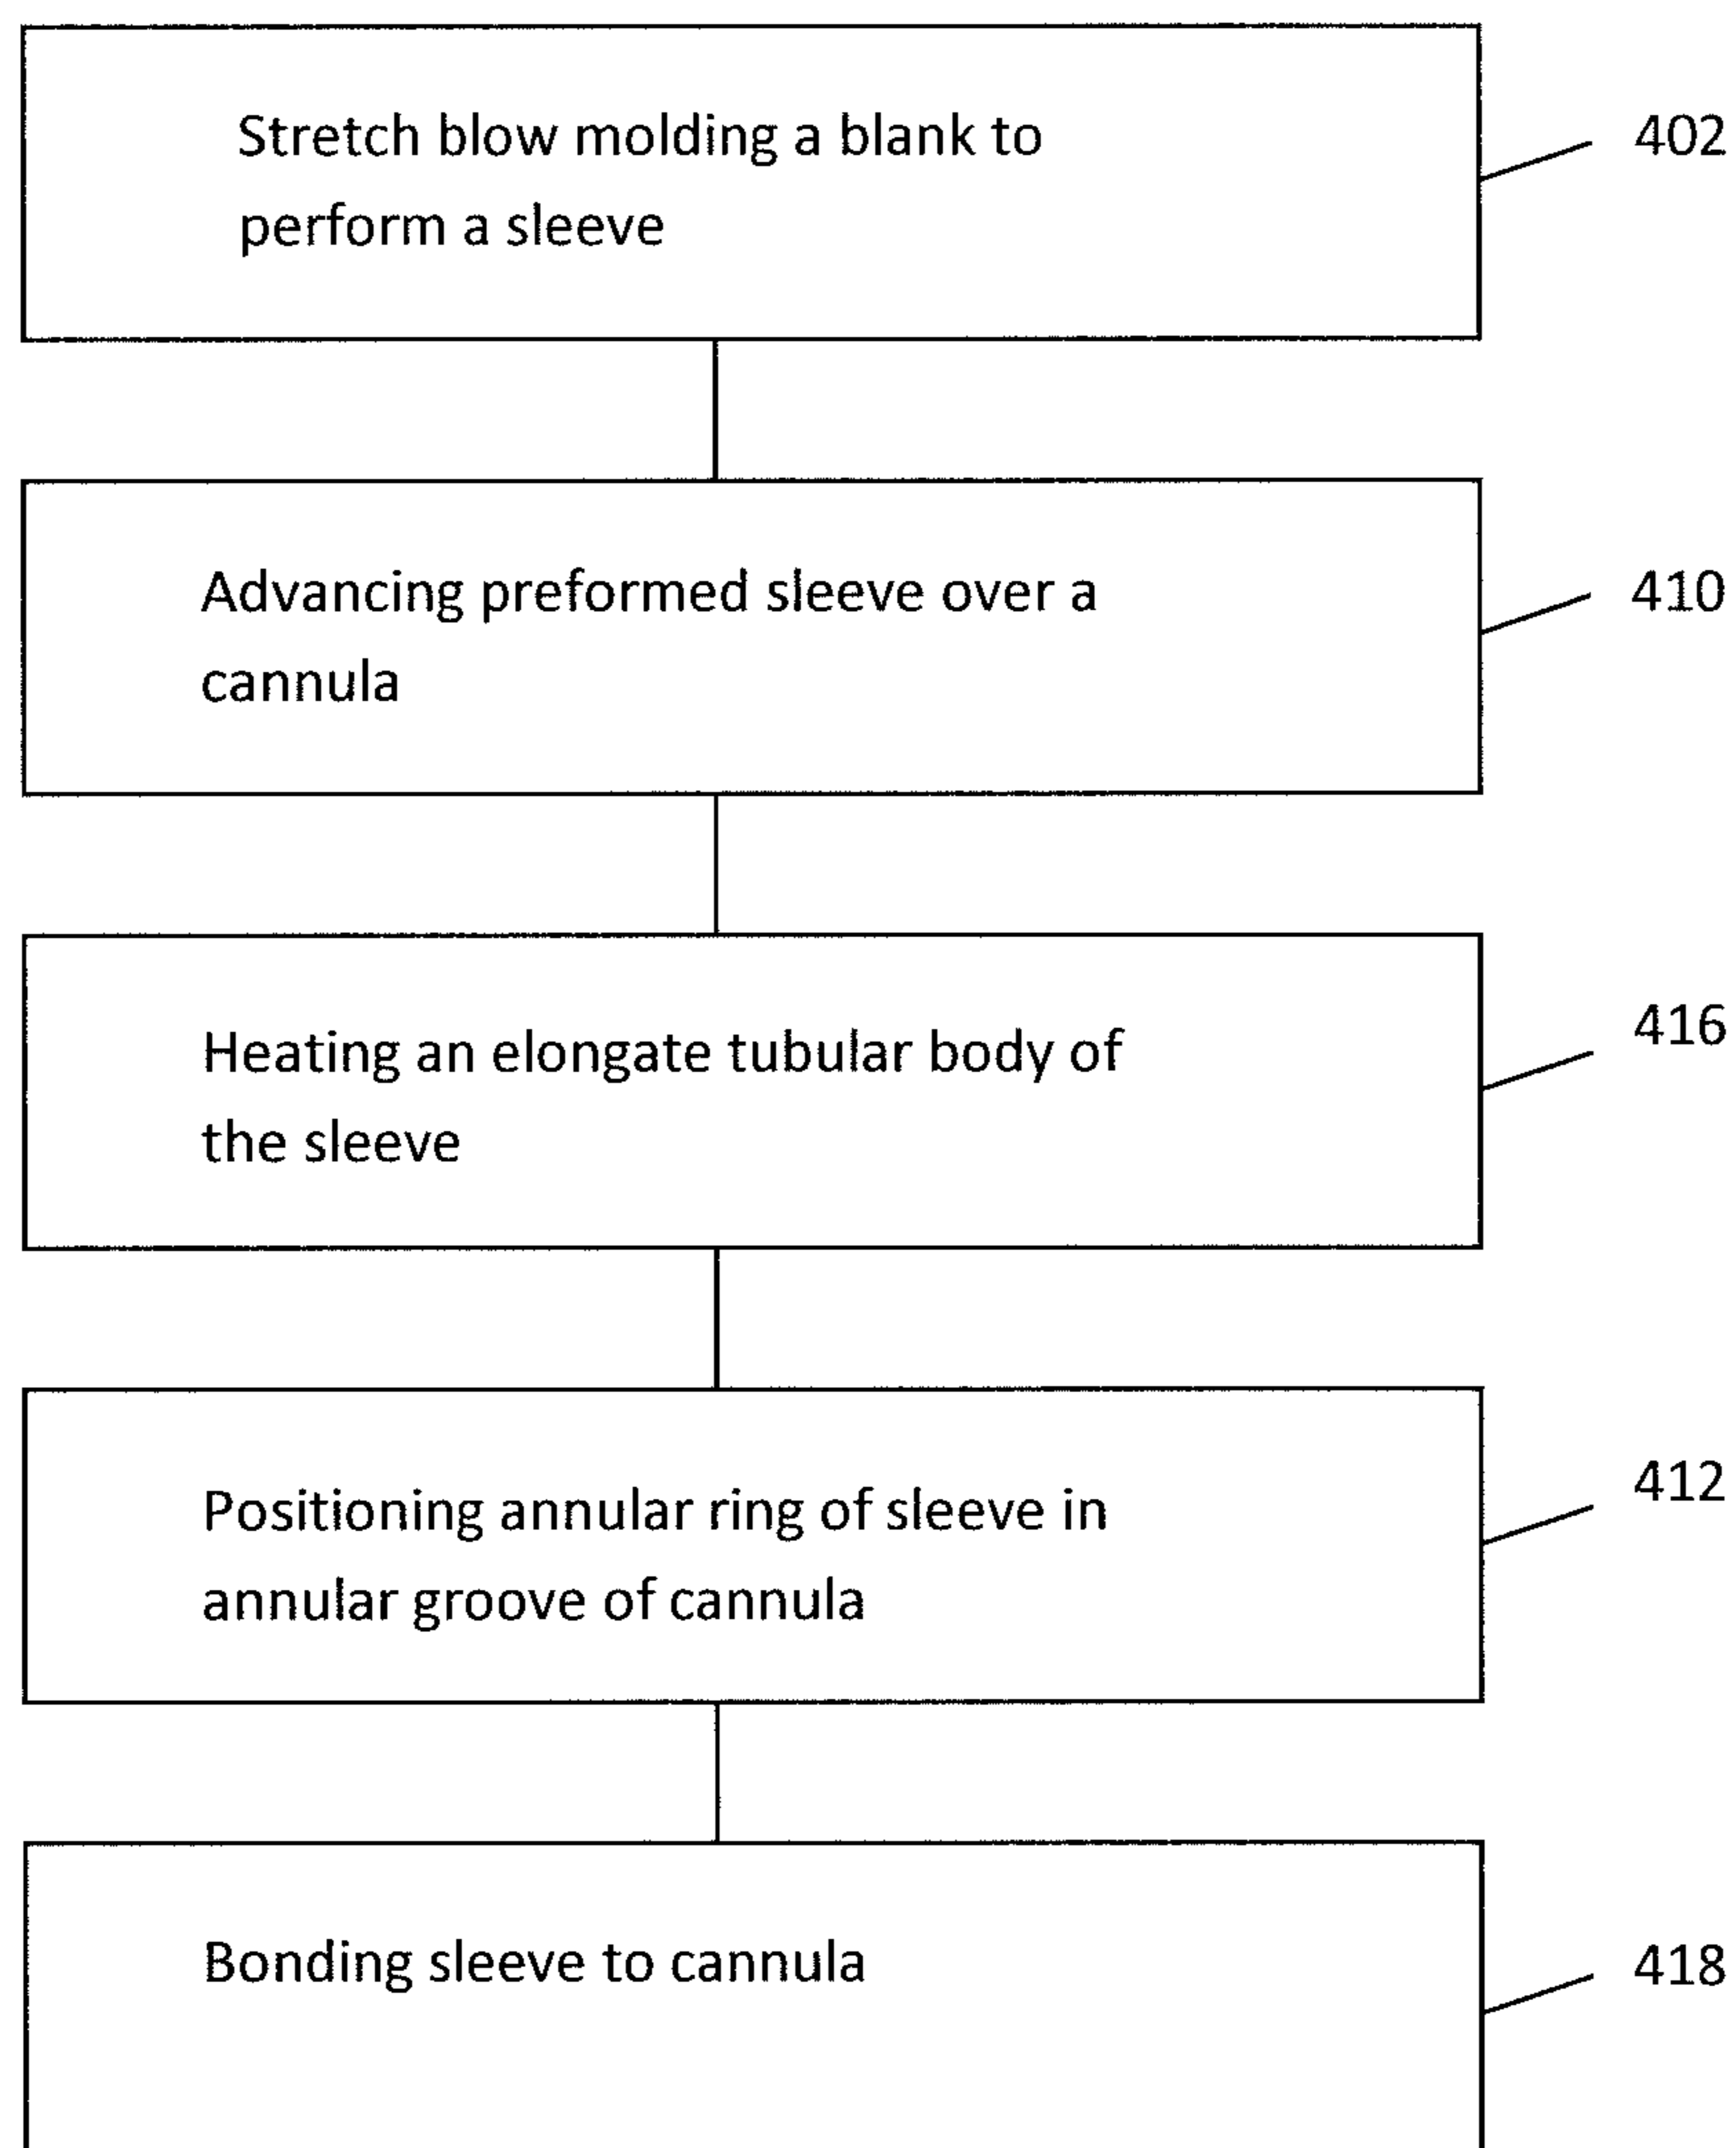 Stretch blow molding a blank to
perform a sleeve
402
Advancing preformed sleeve over a
cannula
410
Heating an elongate tubular body of
the sleeve
416
Positioning annular ring of sleeve in
annular groove of cannula
412
Bonding sleeve to cannula
418